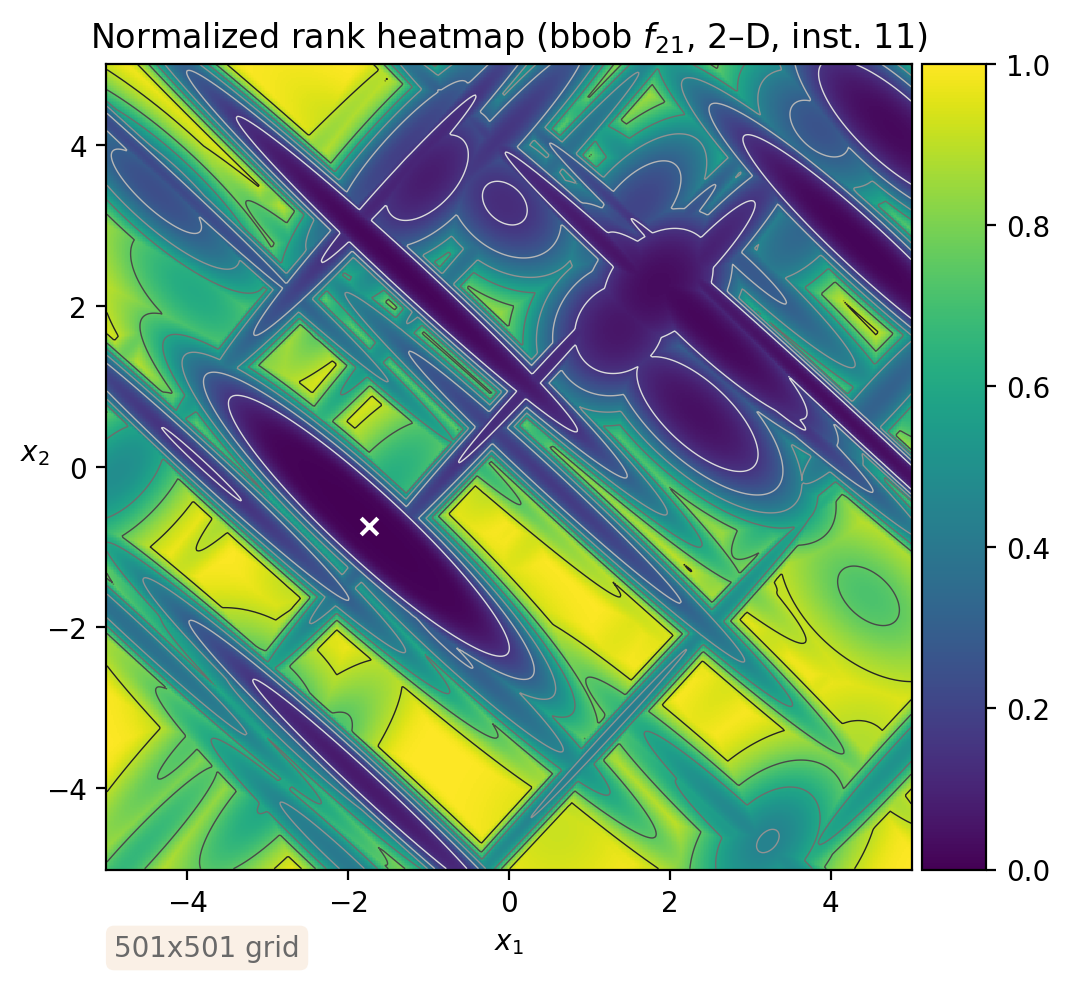 Normalized rank heatmap (bbob f₂₁, 2–D, inst. 11)
1.0
0.8
0.6
0.4
0.2
0.0
4
2
0
−2
−4
x₂
−4 −2 0 2 4
x₁
501x501 grid